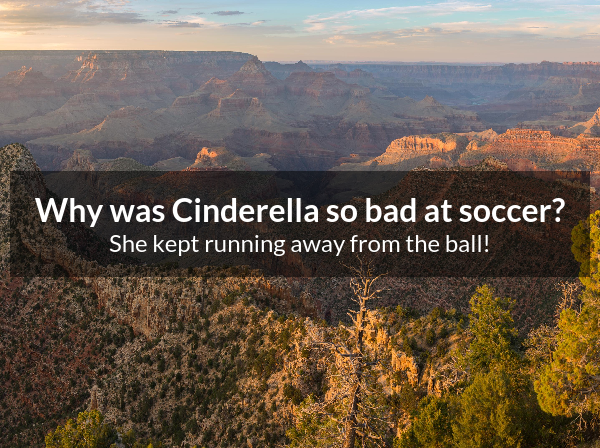 Why was Cinderella so bad at soccer?
She kept running away from the ball!